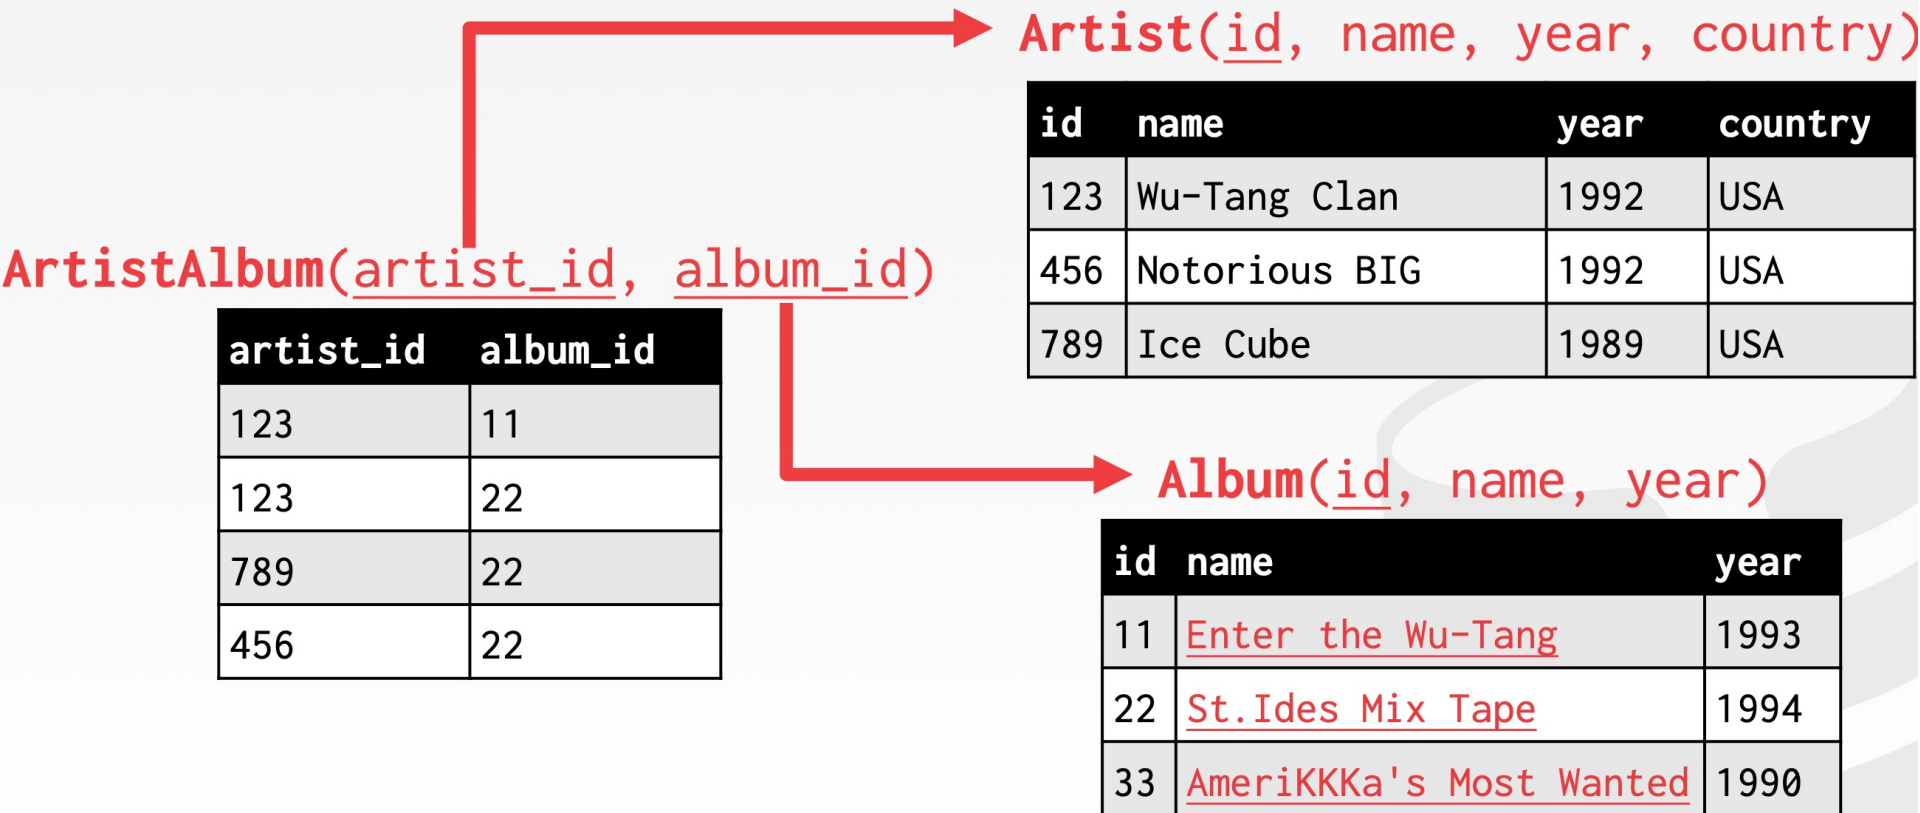 Artist(id, name, year, country)
id name year country
123 Wu-Tang Clan 1992 USA
456 Notorious BIG 1992 USA
789 Ice Cube 1989 USA
ArtistAlbum(artist_id, album_id)
artist_id album_id
123 11
123 22
789 22
456 22
Album(id, name, year)
id name year
11 Enter the Wu-Tang 1993
22 St.Ides Mix Tape 1994
33 AmeriKKKa's Most Wanted 1990